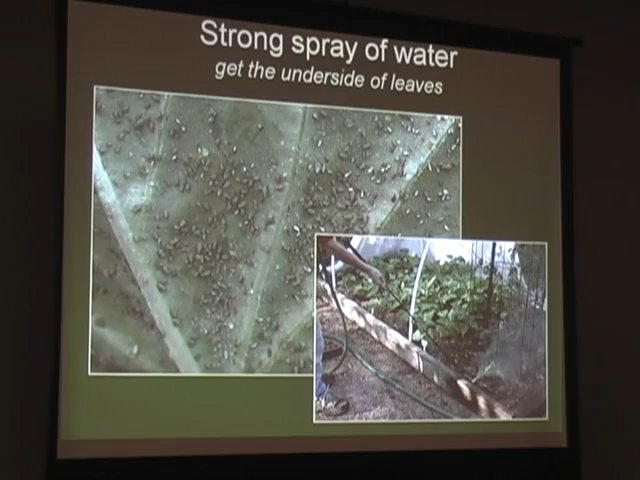 Strong spray of water
get the underside of leaves